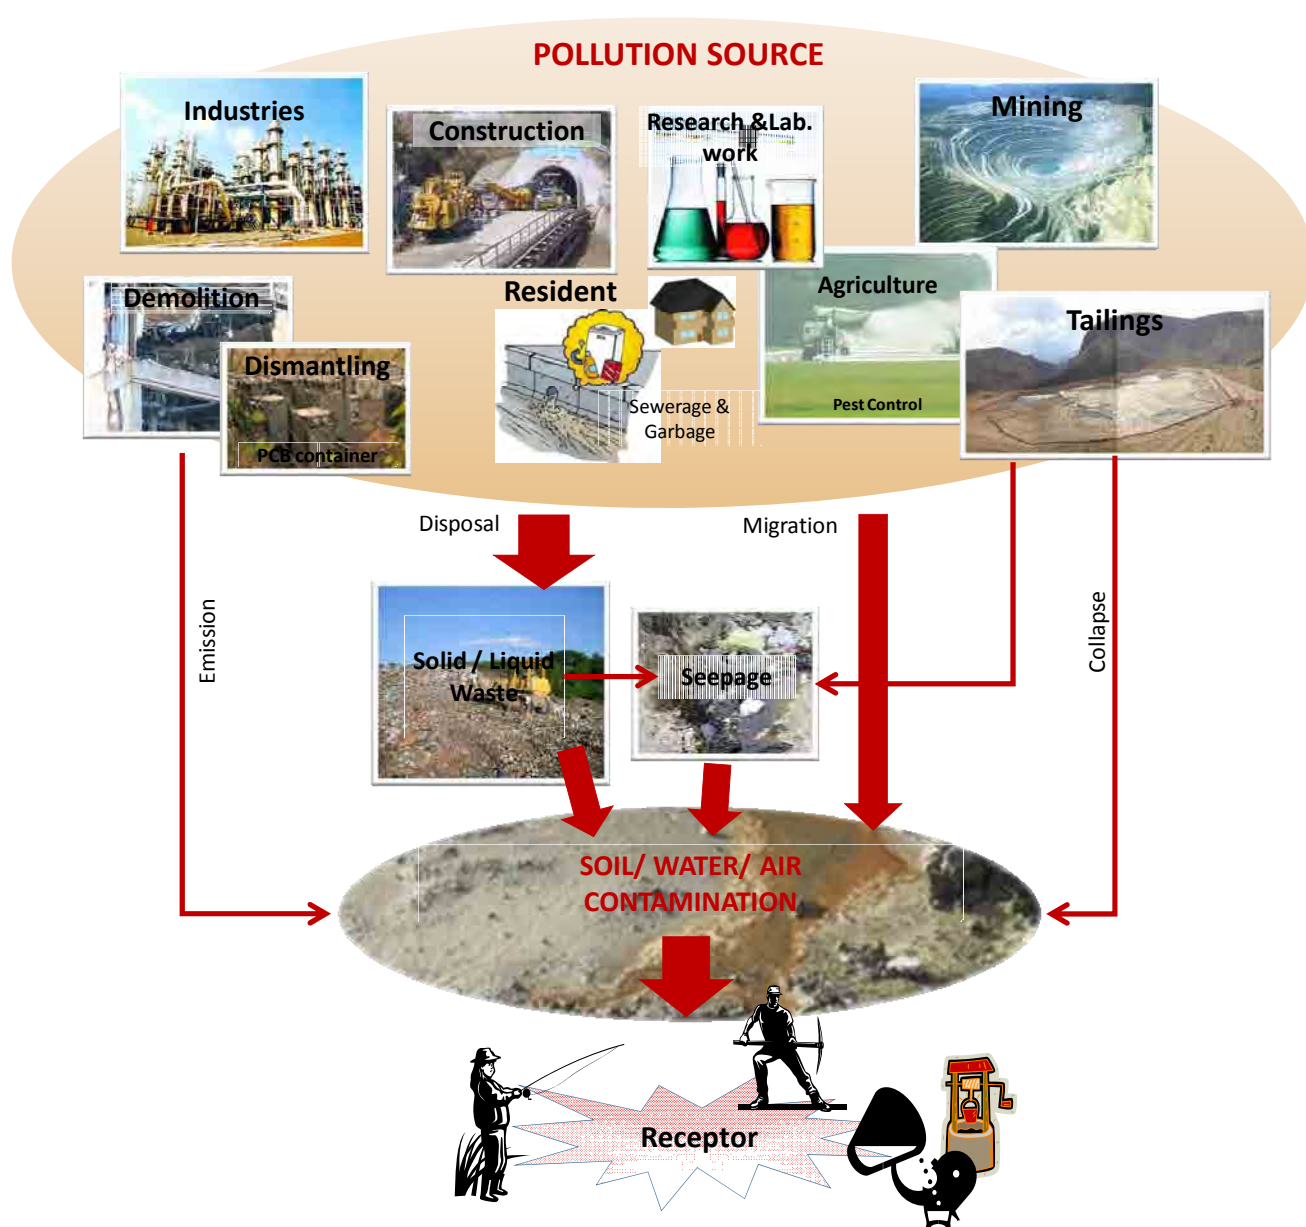 POLLUTION SOURCE
Industries
Construction
Research &Lab.
work
Mining
Demolition
Dismantling
PCB container
Resident
Sewerage &
Garbage
Agriculture
Pest Control
Tailings
Disposal
Migration
Emission
Collapse
Solid / Liquid
Waste
Seepage
SOIL/ WATER/ AIR
CONTAMINATION
Receptor